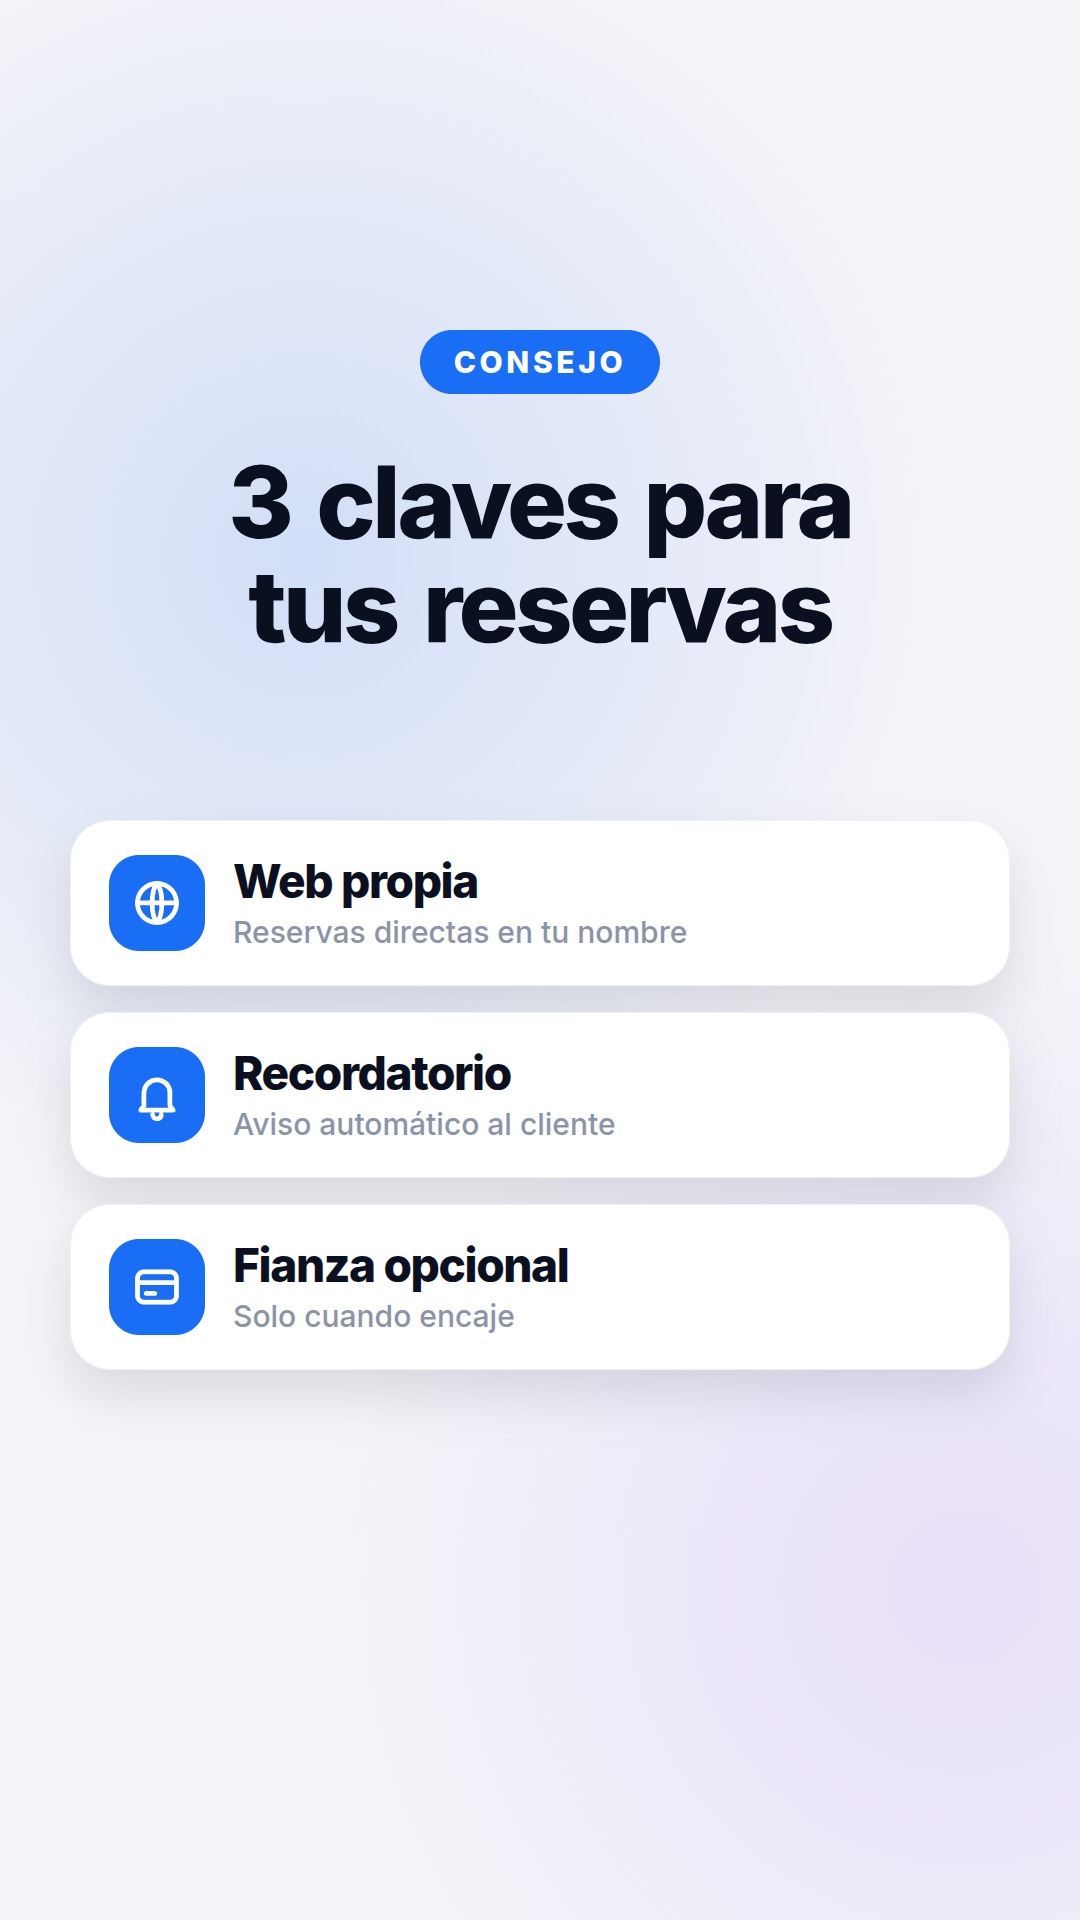 CONSEJO
3 claves para
tus reservas
Web propia
Reservas directas en tu nombre
Recordatorio
Aviso automático al cliente
Fianza opcional
Solo cuando encaje